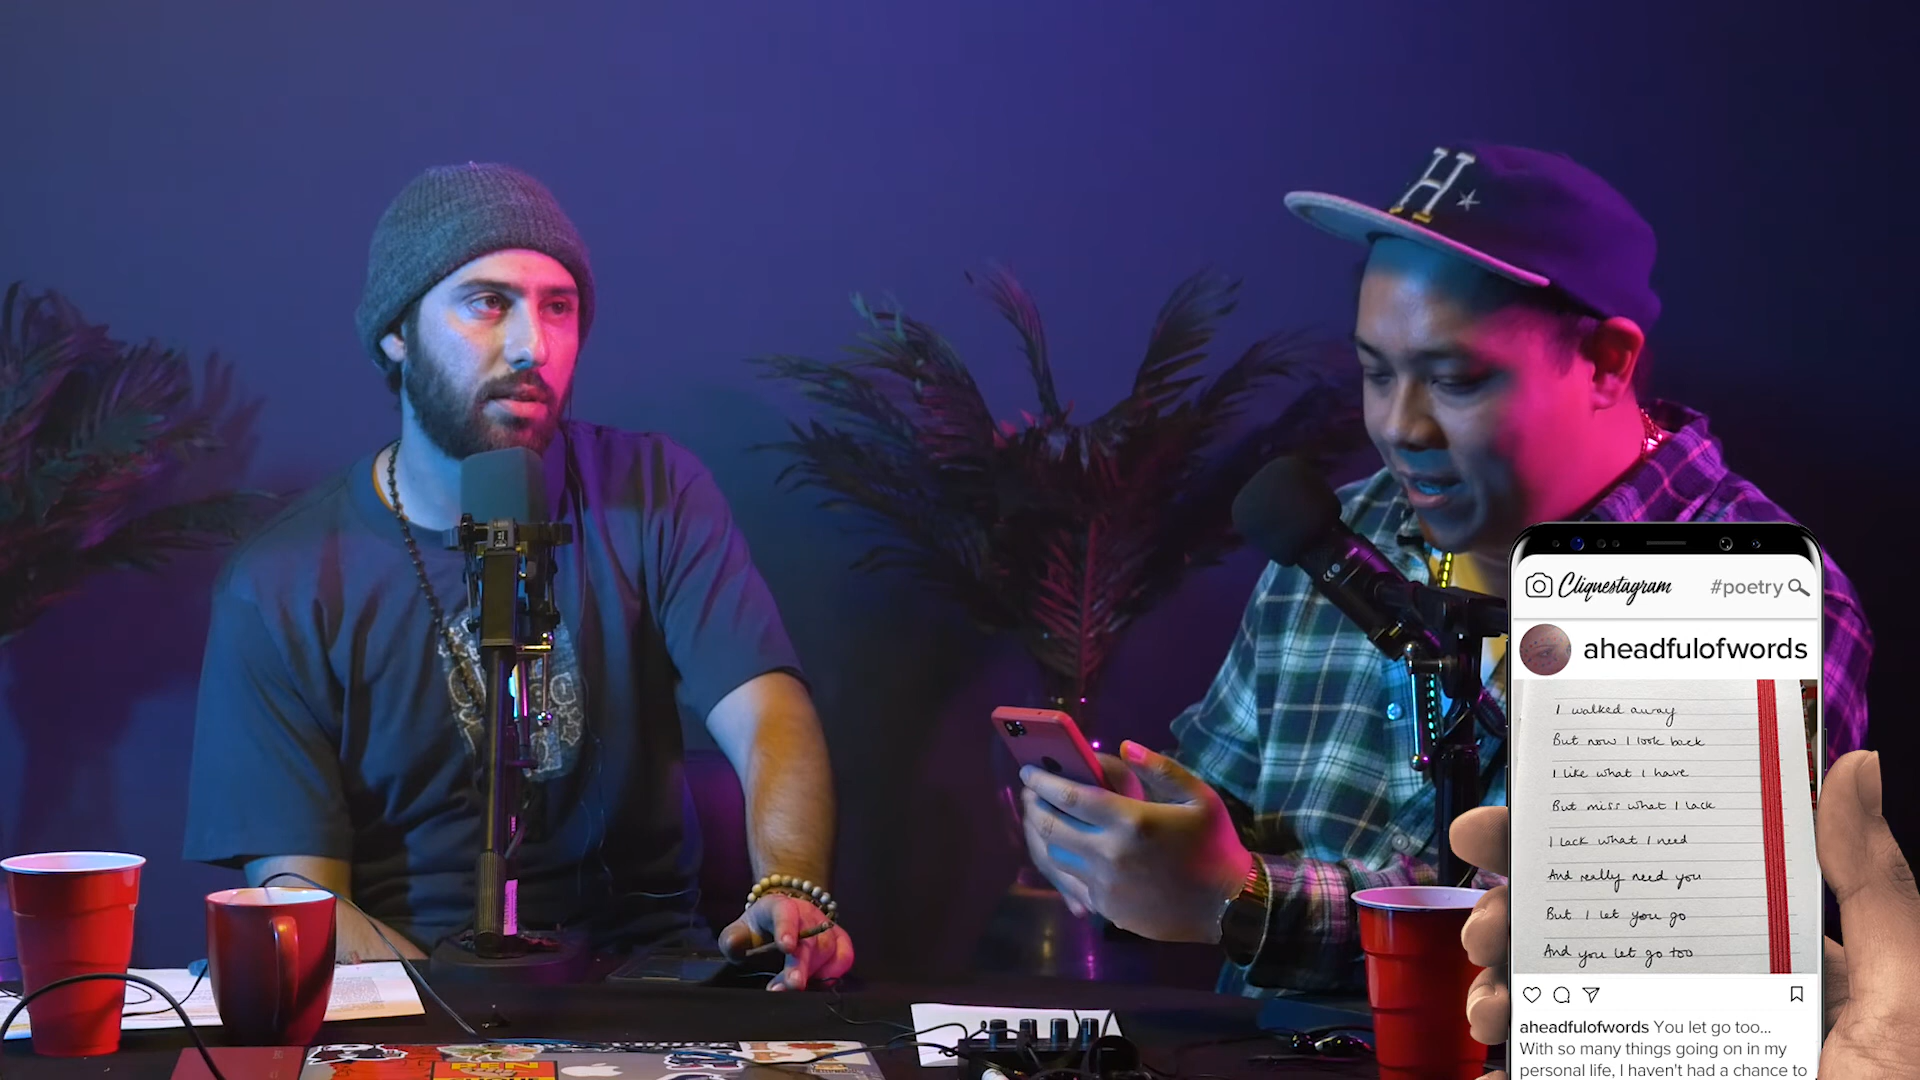 H
Cliquestagram #poetry
aheadfulofwords
I walked away
But now I look back
I like what I have
But miss what I lack
I lack what I need
And really need you
But I let you go
And you let go too
aheadfulofwords You let go too...
With so many things going on in my
personal life, I haven't had a chance to